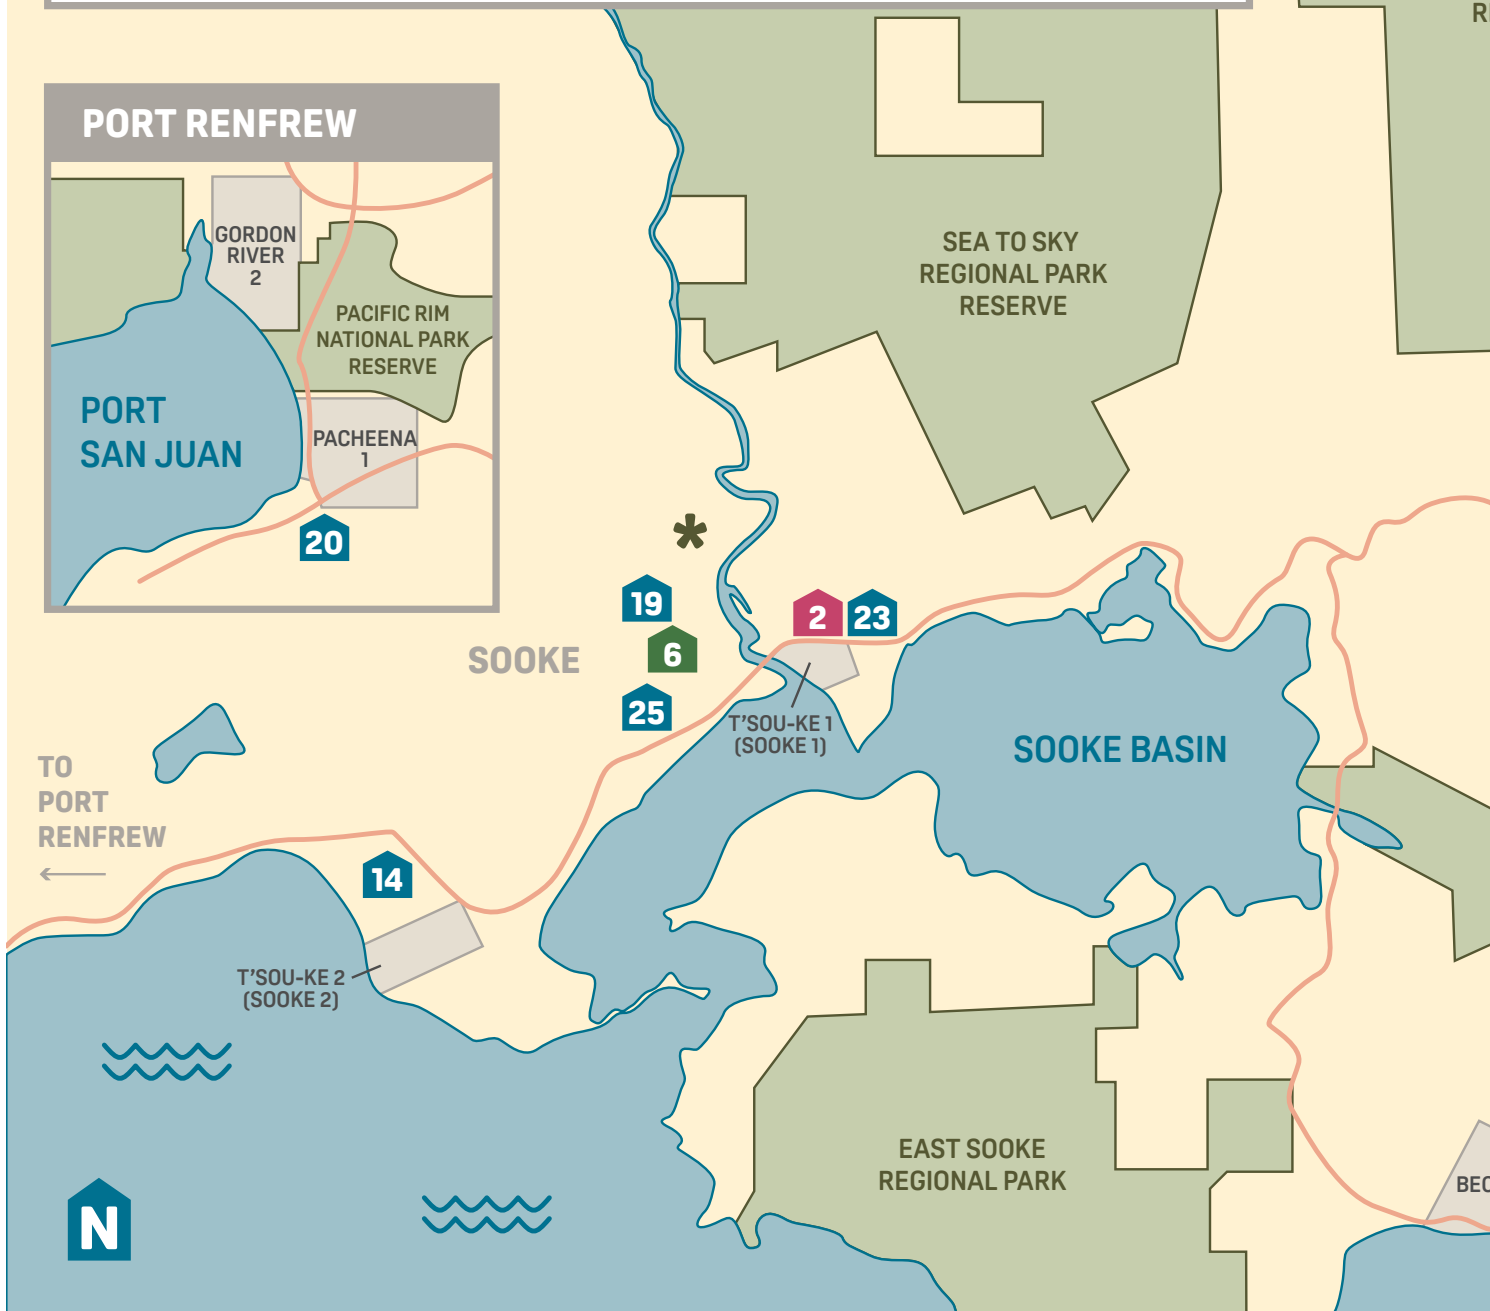 PORT RENFREW
GORDON
RIVER
2
PACIFIC RIM
NATIONAL PARK
RESERVE
PORT
SAN JUAN
PACHEENA
1
20
SEA TO SKY
REGIONAL PARK
RESERVE
*
19
2
23
6
SOOKE
25
T’SOU-KE 1
(SOOKE 1)
SOOKE BASIN
TO
PORT
RENFREW
14
T’SOU-KE 2
(SOOKE 2)
EAST SOOKE
REGIONAL PARK
N